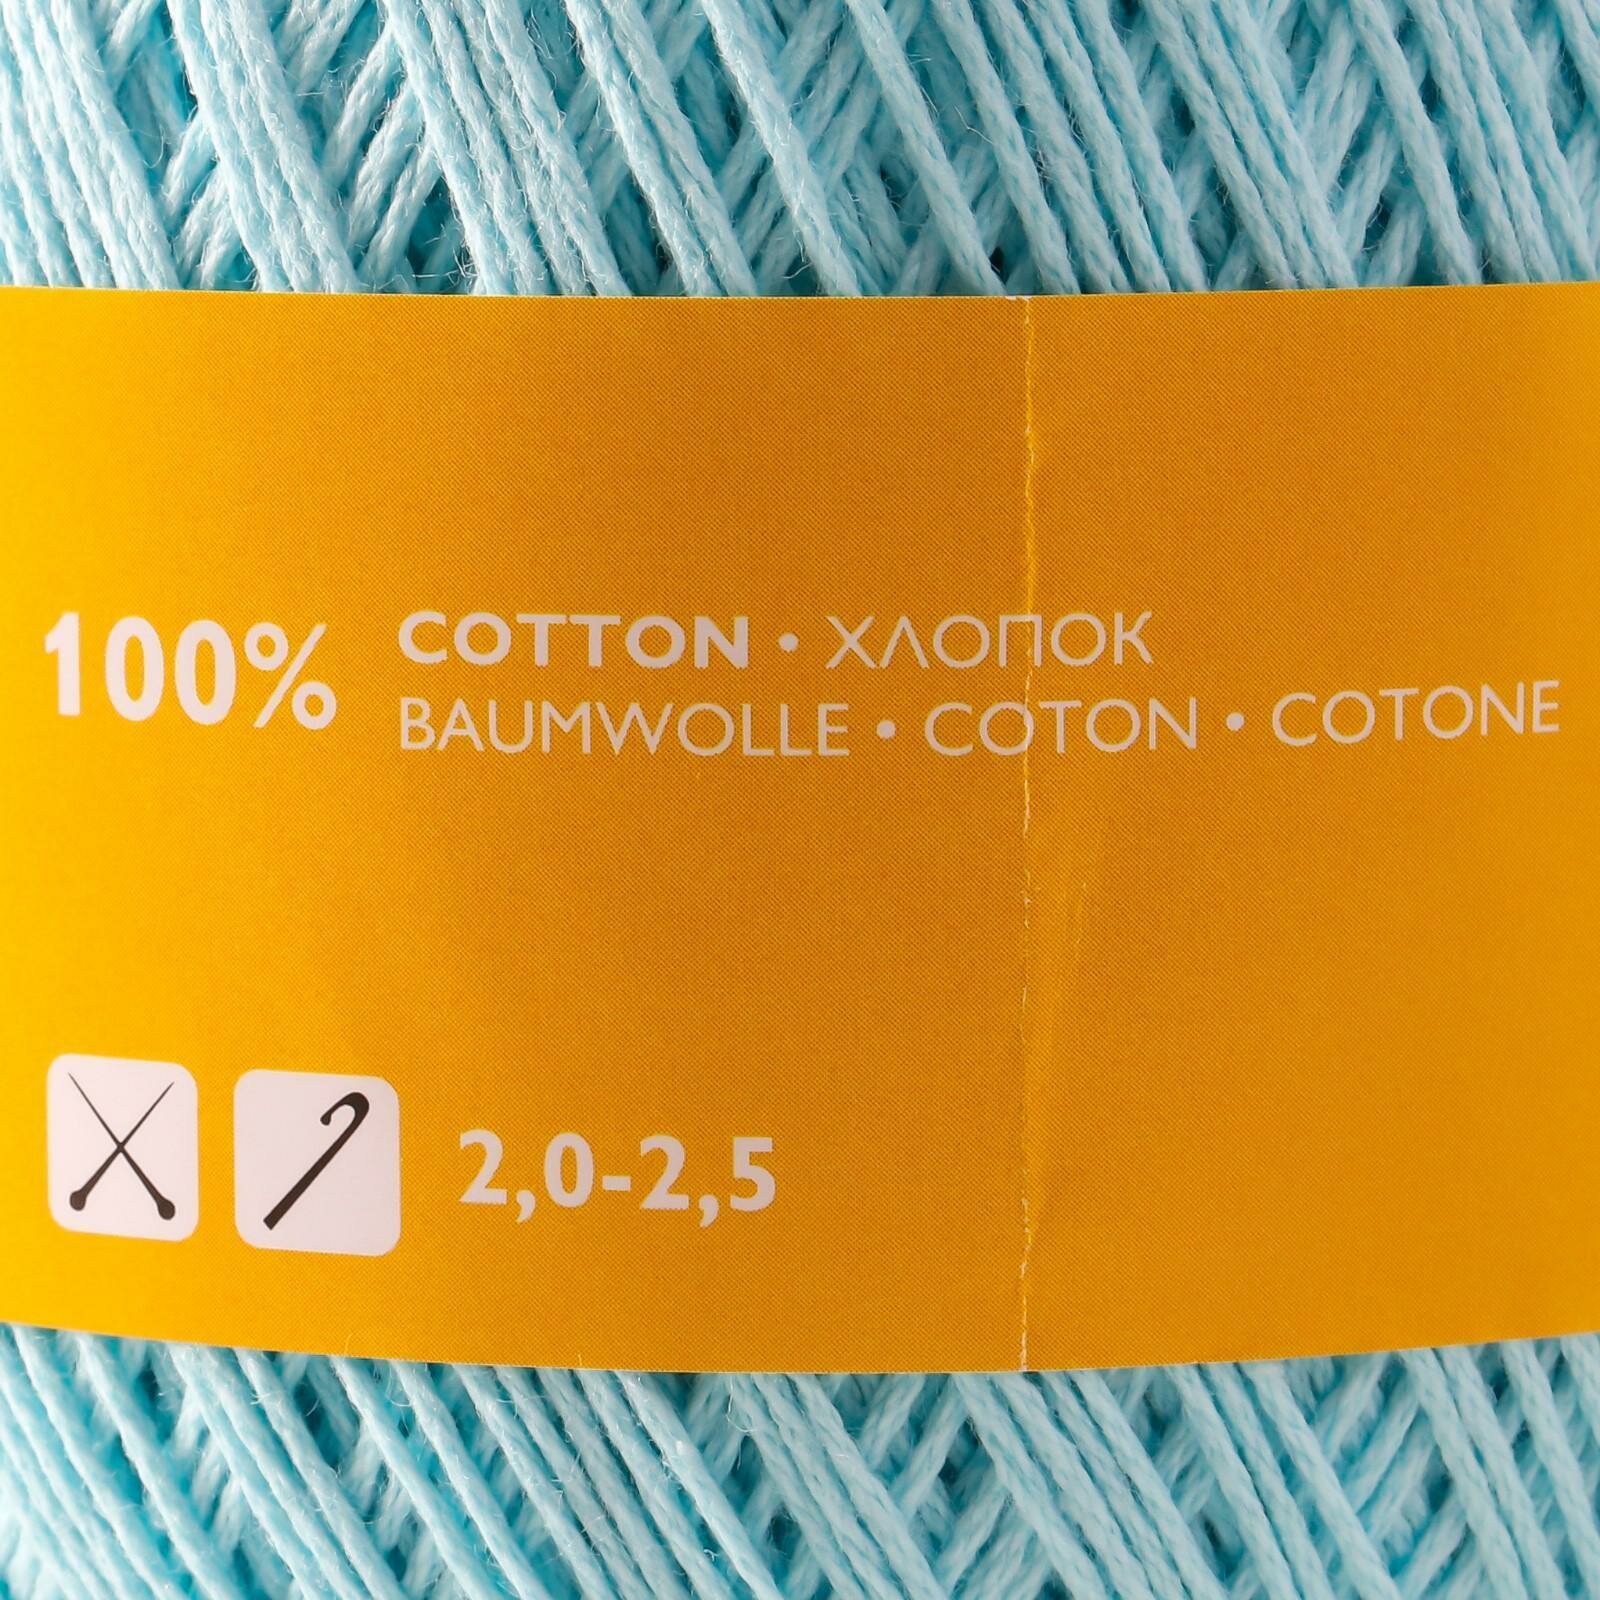 100% COTTON • ХЛОПОК
BAUMWOLLE • COTON • COTONE
2,0-2,5